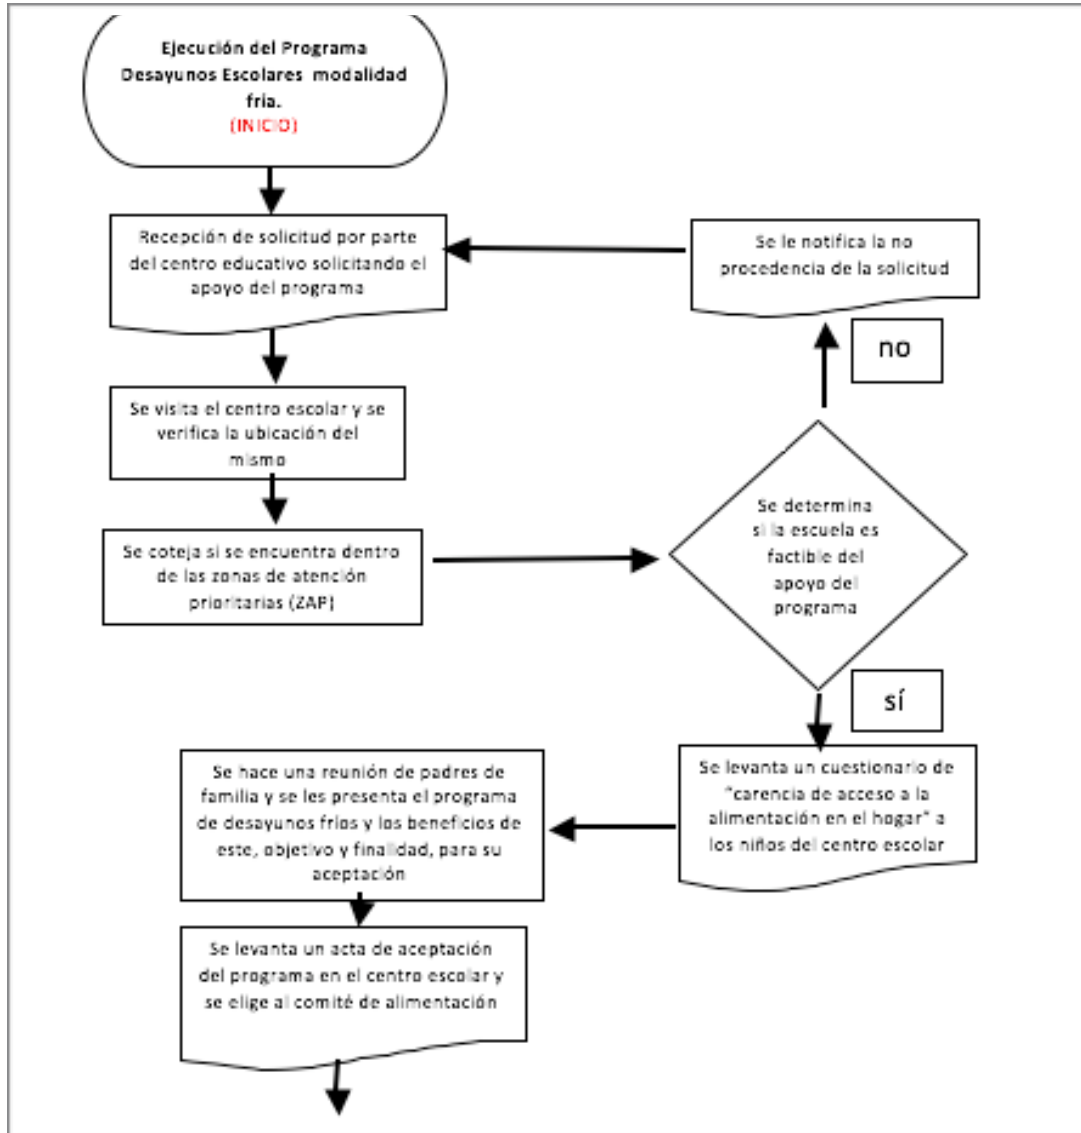 Ejecución del Programa
Desayunos Escolares modalidad
fría.
(INICIO)
Recepción de solicitud por parte
del centro educativo solicitando el
apoyo del programa
Se le notifica la no
procedencia de la solicitud
no
Se visita el centro escolar y se
verifica la ubicación del
mismo
Se coteja si se encuentra dentro
de las zonas de atención
prioritarias (ZAP)
Se determina
si la escuela es
factible del
apoyo del
programa
sí
Se levanta un cuestionario de
"carencia de acceso a la
alimentación en el hogar" a
los niños del centro escolar
Se hace una reunión de padres de
familia y se les presenta el programa
de desayunos fríos y los beneficios de
este, objetivo y finalidad, para su
aceptación
Se levanta un acta de aceptación
del programa en el centro escolar y
se elige al comité de alimentación